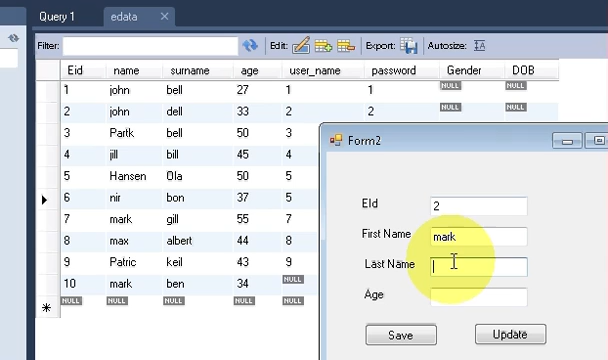 Query 1 edata
Filter: Edit: Export: Autosize:
Eid name surname age user_name password Gender DOB
1 john bell 27 1 1 NULL NULL
2 john dell 33 2 2 NULL NULL
3 Partk bell 50 3
4 jill bill 45 4
5 Hansen Ola 50 5
6 nir bon 37 5
7 mark gill 55 7
8 max albert 44 8
9 Patric keil 43 9
10 mark ben 34 NULL
NULL NULL NULL NULL NULL
Form2
EId 2
First Name mark
Last Name
Age
Save Update